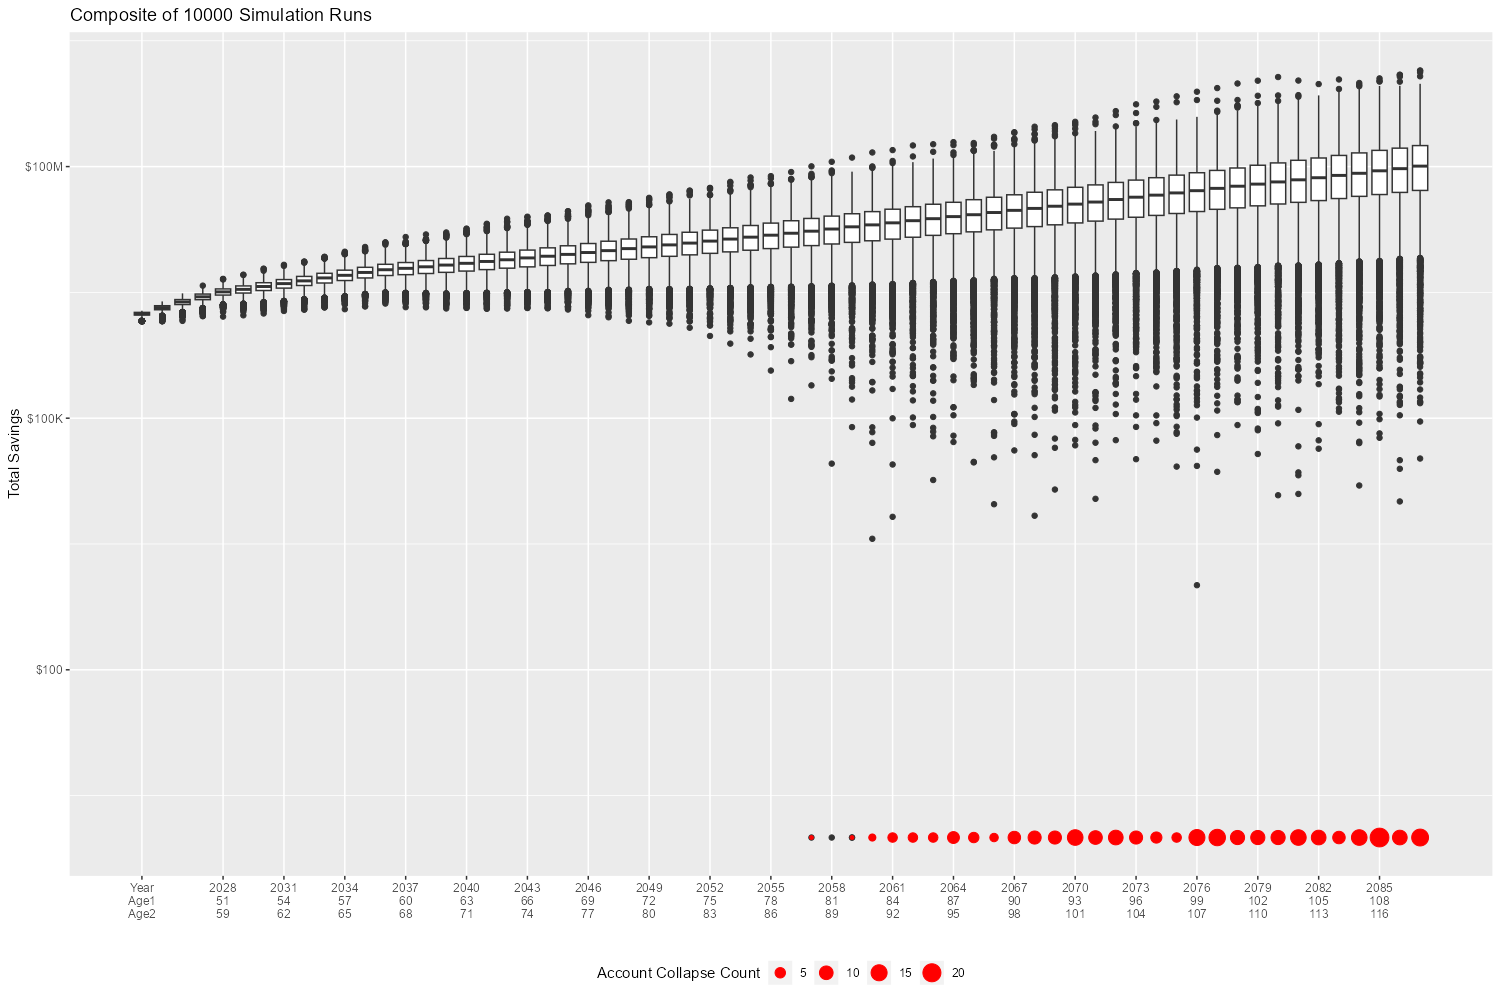 Composite of 10000 Simulation Runs
Total Savings
$100M
$100K
$100
Year 2028 2031 2034 2037 2040 2043 2046 2049 2052 2055 2058 2061 2064 2067 2070 2073 2076 2079 2082 2085
Age1 51 54 57 60 63 66 69 72 75 78 81 84 87 90 93 96 99 102 105 108
Age2 59 62 65 68 71 74 77 80 83 86 89 92 95 98 101 104 107 110 113 116
Account Collapse Count 5 10 15 20